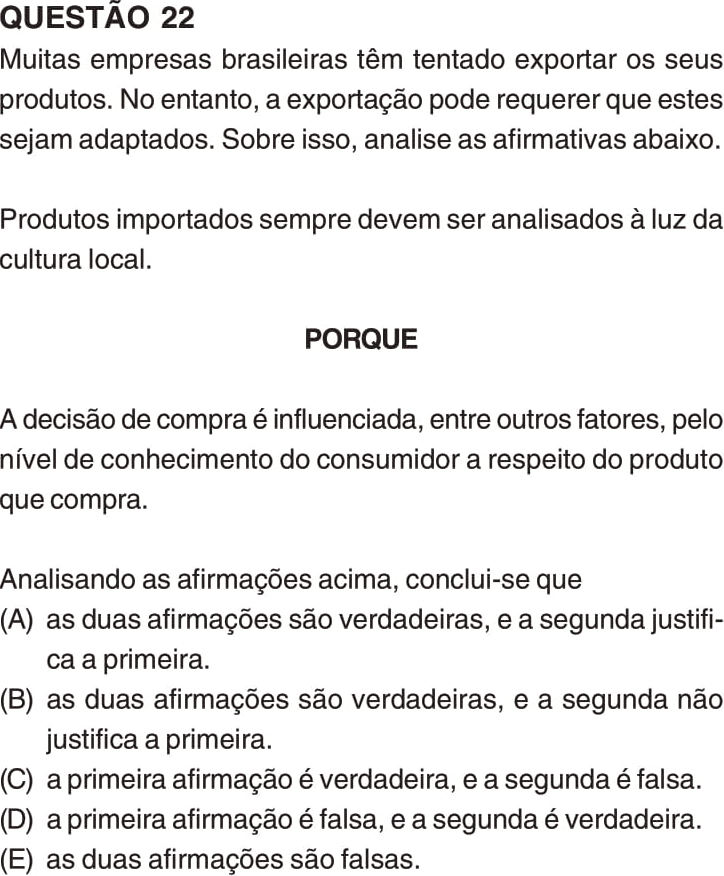 QUESTÃO 22
Muitas empresas brasileiras têm tentado exportar os seus
produtos. No entanto, a exportação pode requerer que estes
sejam adaptados. Sobre isso, analise as afirmativas abaixo.
Produtos importados sempre devem ser analisados à luz da
cultura local.
PORQUE
A decisão de compra é influenciada, entre outros fatores, pelo
nível de conhecimento do consumidor a respeito do produto
que compra.
Analisando as afirmações acima, conclui-se que
(A) as duas afirmações são verdadeiras, e a segunda justifi-
ca a primeira.
(B) as duas afirmações são verdadeiras, e a segunda não
justifica a primeira.
(C) a primeira afirmação é verdadeira, e a segunda é falsa.
(D) a primeira afirmação é falsa, e a segunda é verdadeira.
(E) as duas afirmações são falsas.